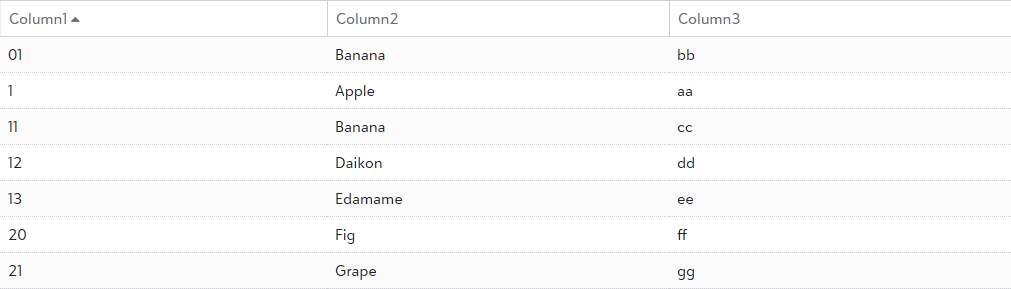 Column1 Column2 Column3
01 Banana bb
1 Apple aa
11 Banana cc
12 Daikon dd
13 Edamame ee
20 Fig ff
21 Grape gg